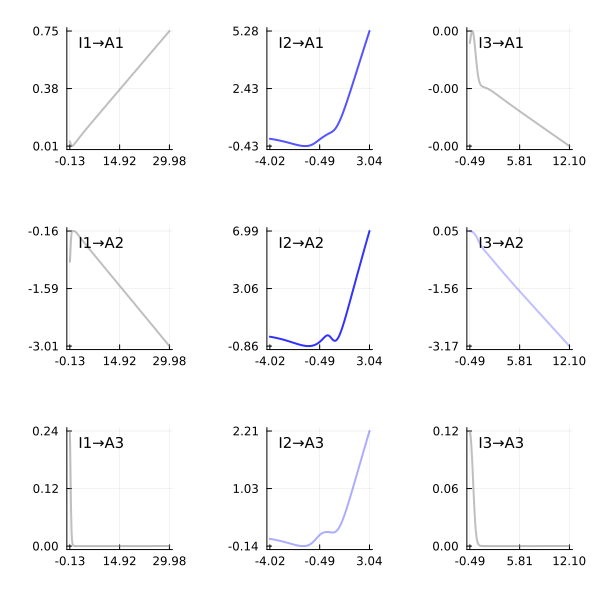 0.75 I1→A1
0.38
0.01
-0.13 14.92 29.98
5.28 I2→A1
2.43
-0.43
-4.02 -0.49 3.04
0.00 I3→A1
-0.00
-0.00
-0.49 5.81 12.10
-0.16 I1→A2
-1.59
-3.01
-0.13 14.92 29.98
6.99 I2→A2
3.06
-0.86
-4.02 -0.49 3.04
0.05 I3→A2
-1.56
-3.17
-0.49 5.81 12.10
0.24 I1→A3
0.12
0.00
-0.13 14.92 29.98
2.21 I2→A3
1.03
-0.14
-4.02 -0.49 3.04
0.12 I3→A3
0.06
0.00
-0.49 5.81 12.10